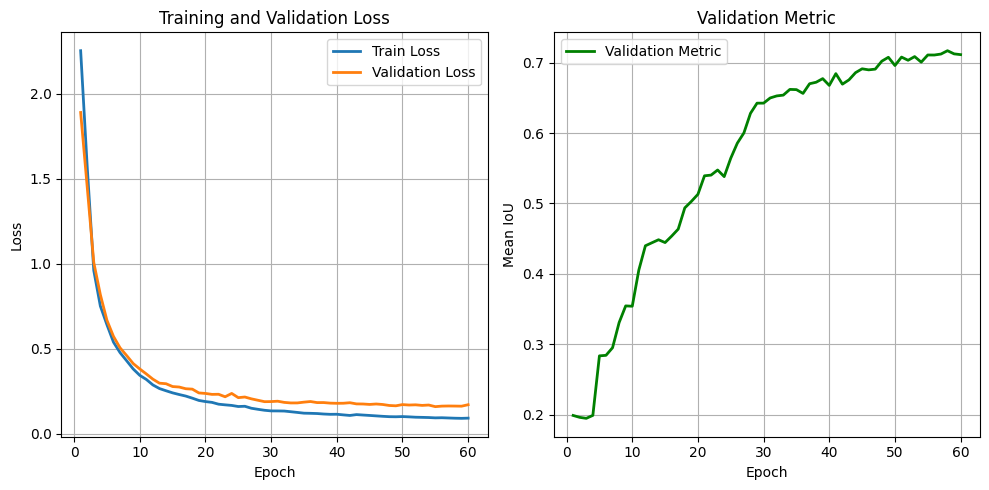 Training and Validation Loss
Train Loss
Validation Loss
2.0
1.5
1.0
0.5
0.0
Loss
0 10 20 30 40 50 60
Epoch
Validation Metric
Validation Metric
0.7
0.6
0.5
0.4
0.3
0.2
Mean IoU
0 10 20 30 40 50 60
Epoch